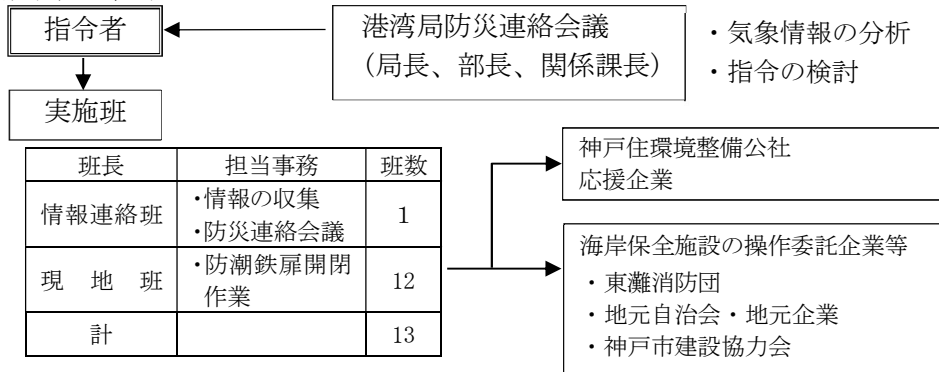 指令者
港湾局防災連絡会議
(局長、部長、関係課長)
・気象情報の分析
・指令の検討
実施班
班長 担当事務 班数
情報連絡班 ・情報の収集 1
・防災連絡会議
現地班 ・防潮鉄扉開閉 12
作業
計 13
神戸住環境整備公社
応援企業
海岸保全施設の操作委託企業等
・東灘消防団
・地元自治会・地元企業
・神戸市建設協力会